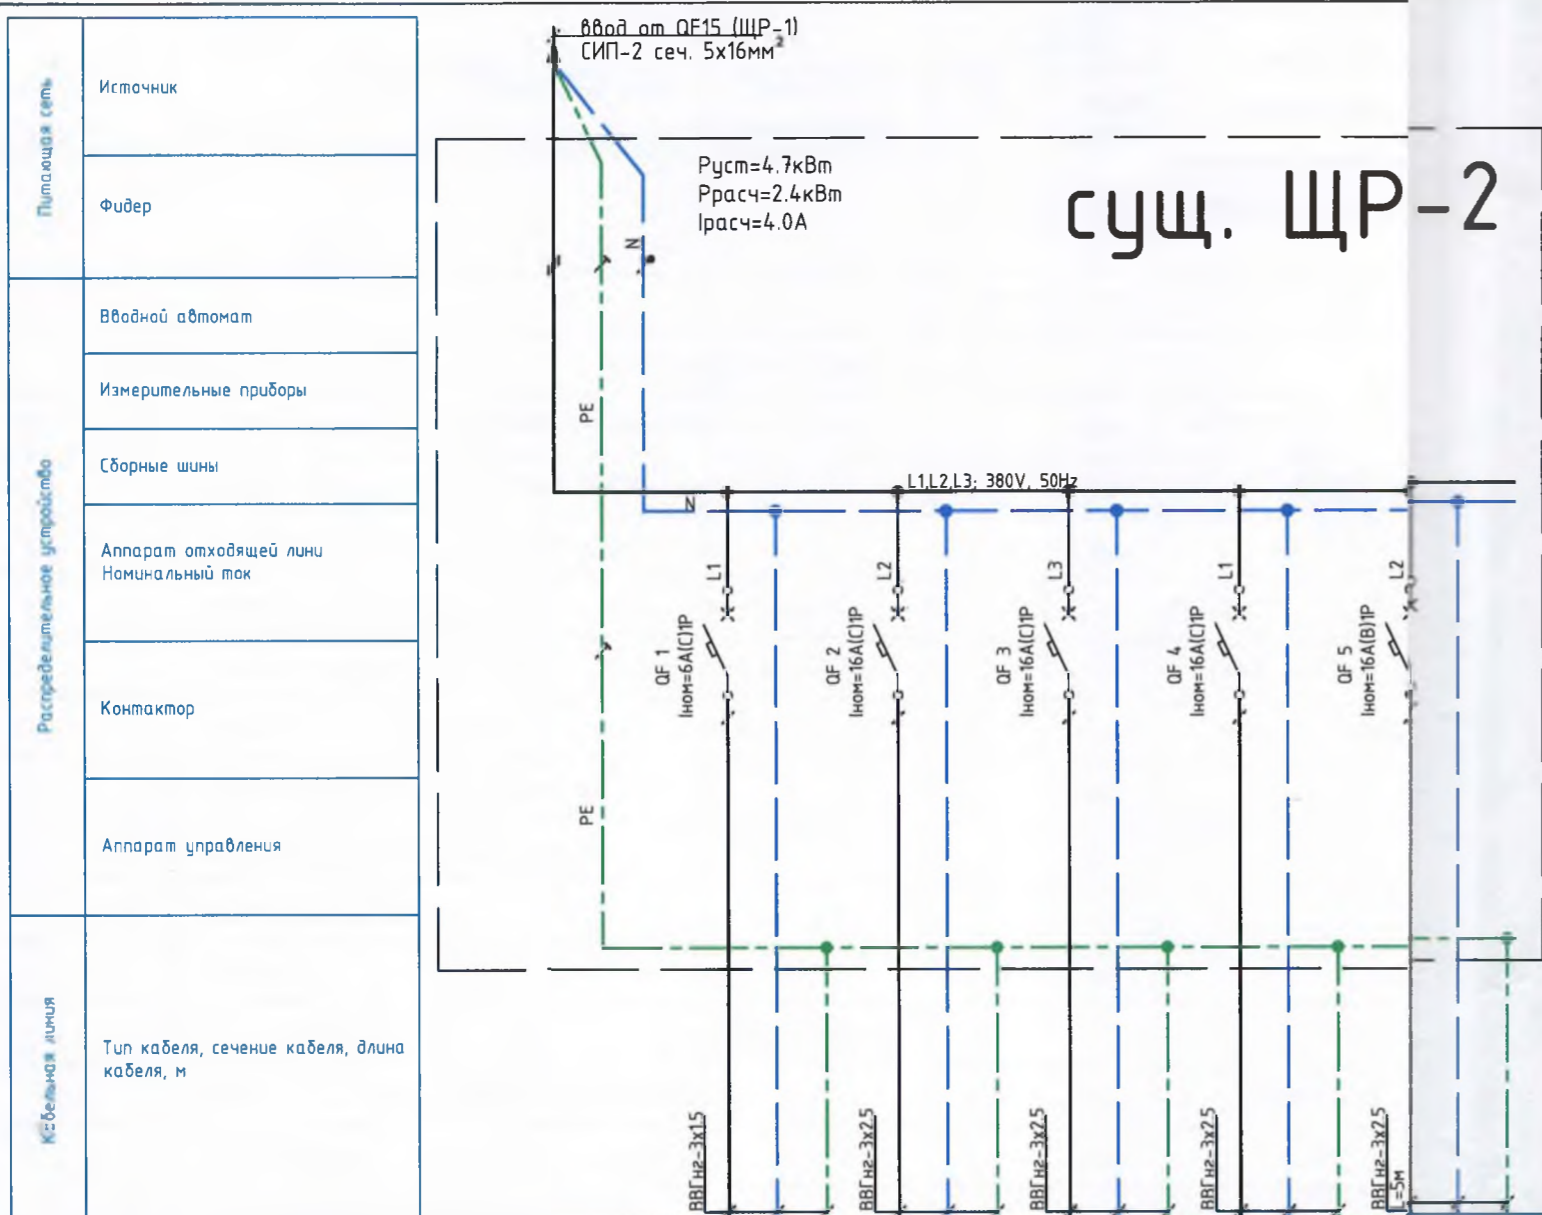 ввод от QF15 (ЩР-1)
СИП-2 сеч. 5х16мм²
Питающая сеть
Источник
Фидер
Руст=4.7кВт
Ррасч=2.4кВт
Iрасч=4.0А
сущ. ЩР-2
N
Распределительное устройство
Вводной автомат
Измерительные приборы
Сборные шины
Аппарат отходящей лини
Номинальный ток
Контактор
Аппарат управления
PE
PE
N
L1,L2,L3; 380V, 50Hz
L1
L2
L3
L1
L2
QF 1
Iном=6А(С)1Р
QF 2
Iном=16А(С)1Р
QF 3
Iном=16А(С)1Р
QF 4
Iном=16А(С)1Р
QF 5
Iном=16А(В)1Р
Кабельная линия
Тип кабеля, сечение кабеля, длина
кабеля, м
ВВГнг-3х1.5
ВВГнг-3х2.5
ВВГнг-3х2.5
ВВГнг-3х2.5
ВВГнг-3х2.5
L=5м